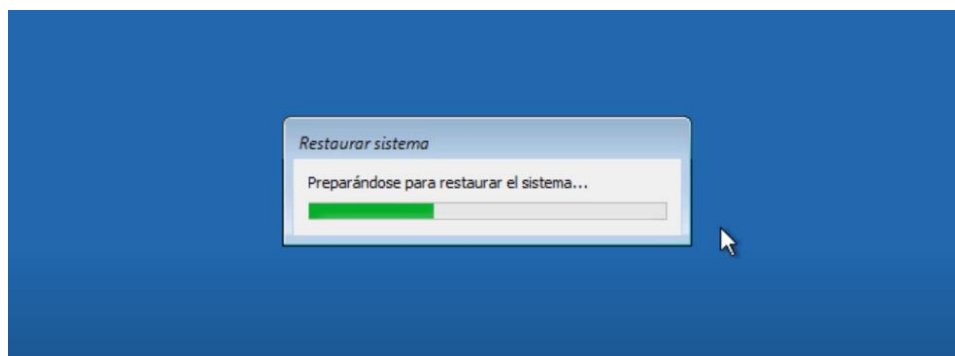 Restaurar sistema
Preparándose para restaurar el sistema...